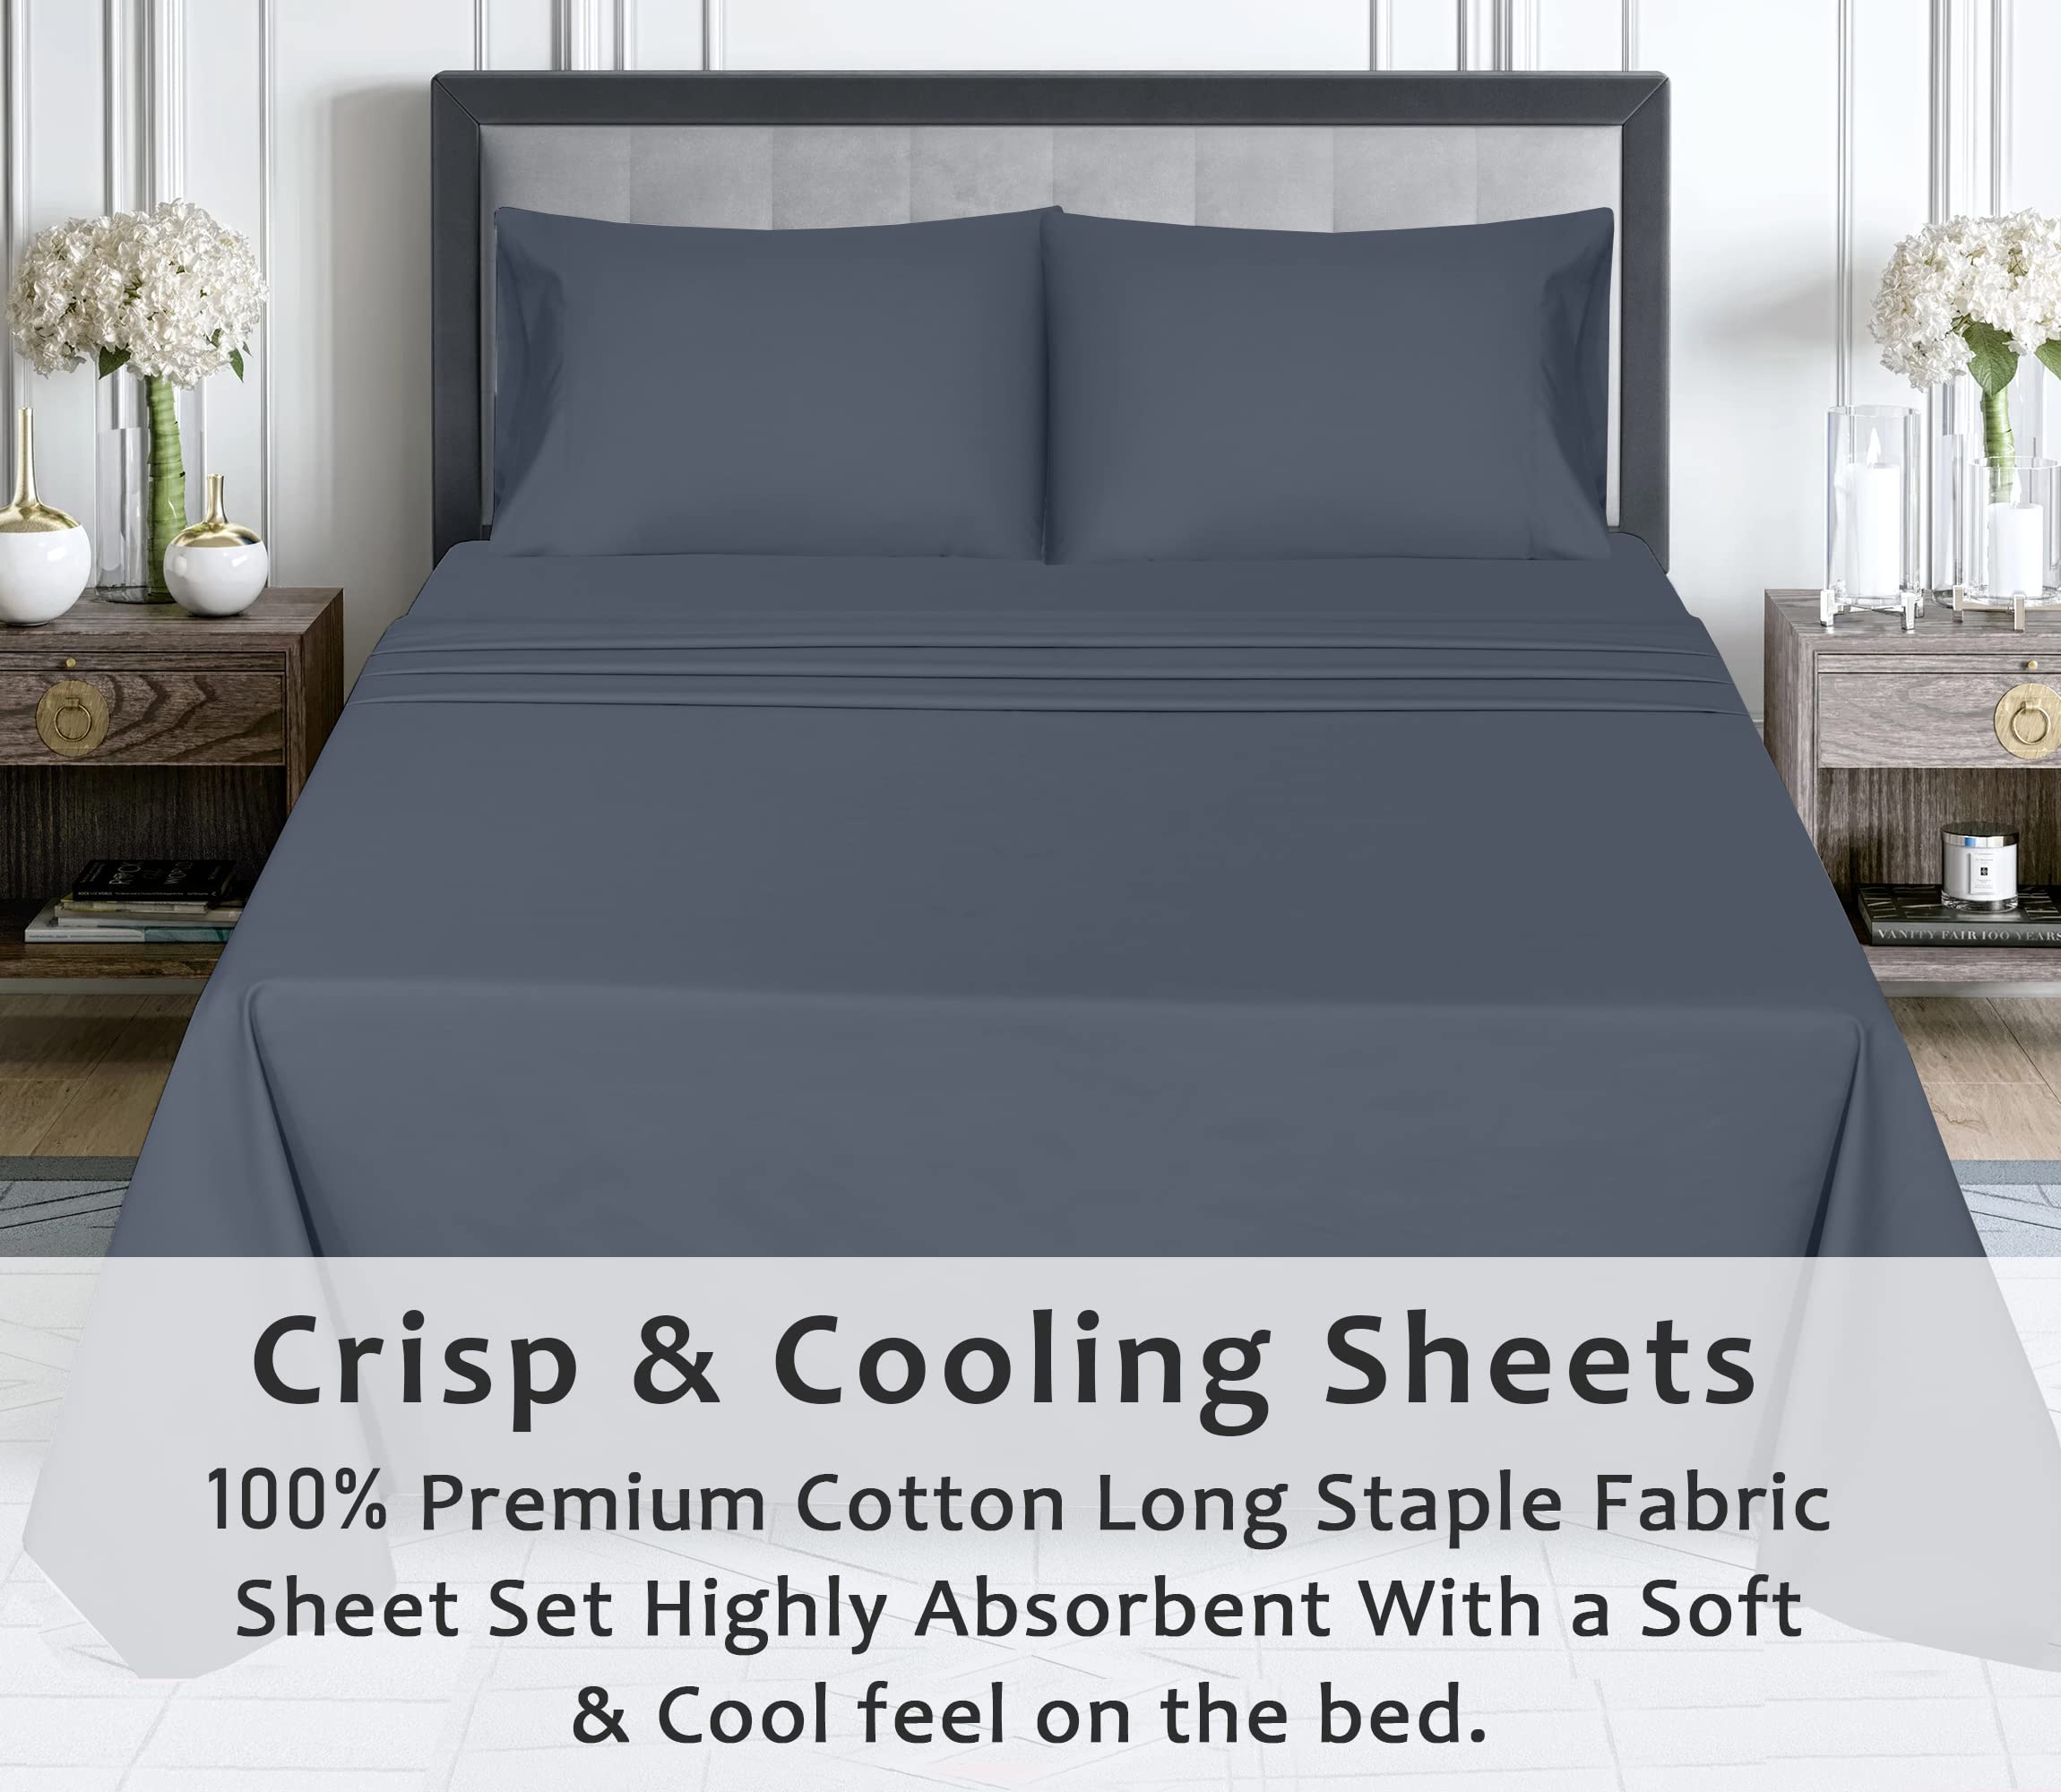 VANITY FAIR 100 YEARS
Crisp & Cooling Sheets
100% Premium Cotton Long Staple Fabric
Sheet Set Highly Absorbent With a Soft
& Cool feel on the bed.